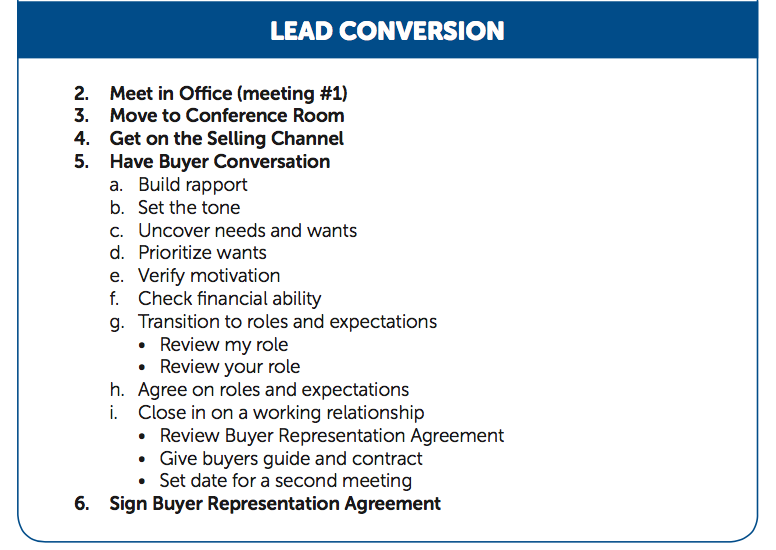 LEAD CONVERSION
2. Meet in Office (meeting #1)
3. Move to Conference Room
4. Get on the Selling Channel
5. Have Buyer Conversation
a. Build rapport
b. Set the tone
c. Uncover needs and wants
d. Prioritize wants
e. Verify motivation
f. Check financial ability
g. Transition to roles and expectations
• Review my role
• Review your role
h. Agree on roles and expectations
i. Close in on a working relationship
• Review Buyer Representation Agreement
• Give buyers guide and contract
• Set date for a second meeting
6. Sign Buyer Representation Agreement